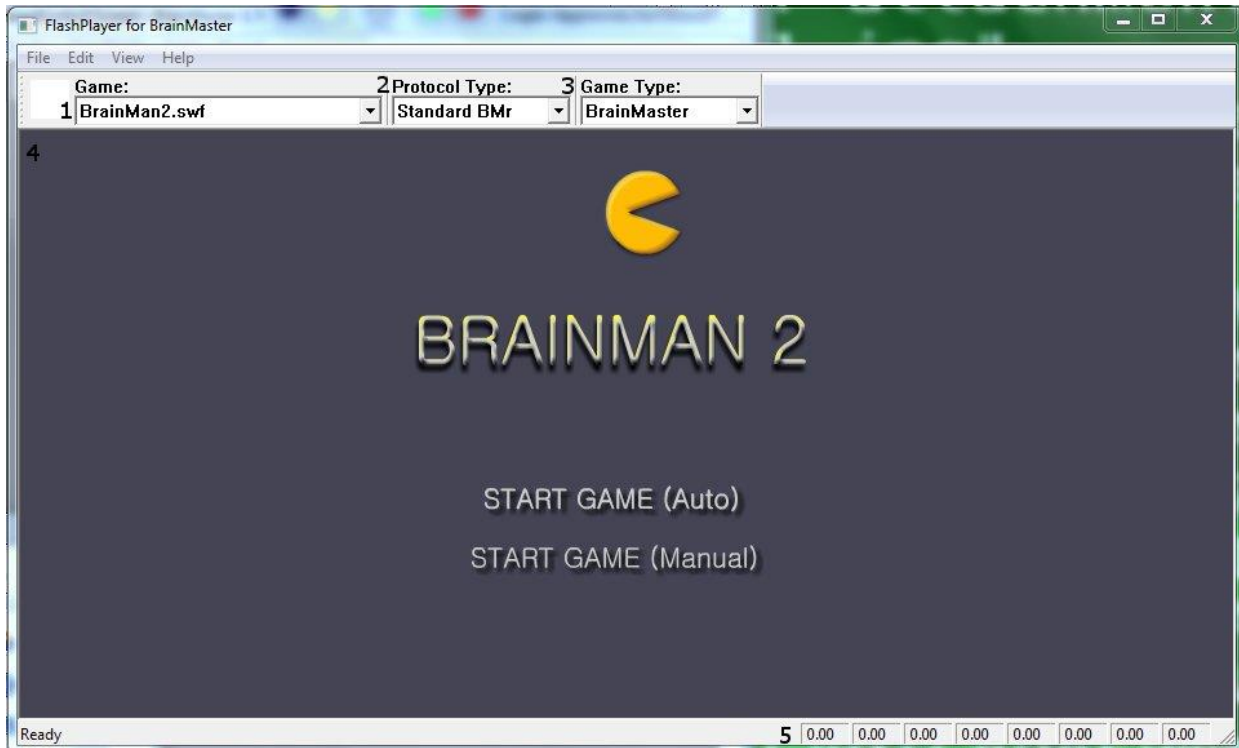 FlashPlayer for BrainMaster
File Edit View Help
Game: 2 Protocol Type: 3 Game Type:
1 BrainMan2.swf Standard BMr BrainMaster
4
BRAINMAN 2
START GAME (Auto)
START GAME (Manual)
Ready 5 0.00 0.00 0.00 0.00 0.00 0.00 0.00 0.00